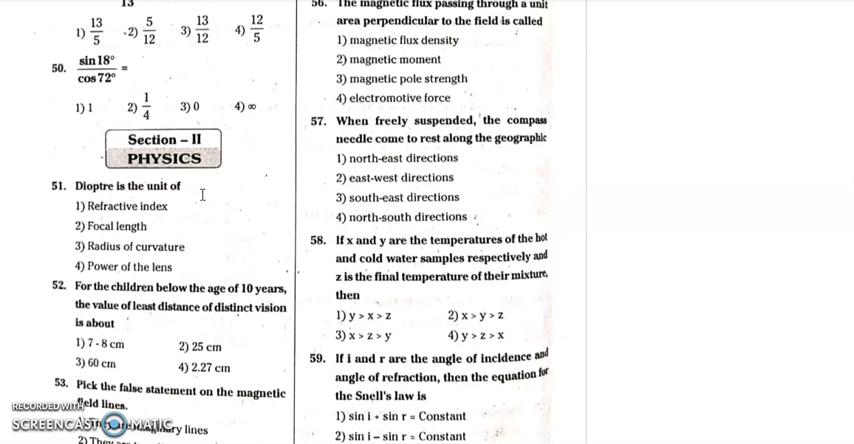 13
1) 13/5 2) 5/12 3) 13/12 4) 12/5
50. sin 18° / cos 72° =
1) 1 2) 1/4 3) 0 4) ∞
Section – II
PHYSICS
51. Dioptre is the unit of
1) Refractive index
2) Focal length
3) Radius of curvature
4) Power of the lens
52. For the children below the age of 10 years,
the value of least distance of distinct vision
is about
1) 7 - 8 cm 2) 25 cm
3) 60 cm 4) 2.27 cm
53. Pick the false statement on the magnetic
field lines.
lines
2) They
RECORDED WITH
SCREENCAST MATIC
56. The magnetic flux passing through a unit
area perpendicular to the field is called
1) magnetic flux density
2) magnetic moment
3) magnetic pole strength
4) electromotive force
57. When freely suspended, the compass
needle come to rest along the geographic
1) north-east directions
2) east-west directions
3) south-east directions
4) north-south directions
58. If x and y are the temperatures of the hot
and cold water samples respectively and
z is the final temperature of their mixture,
then
1) y > x > z 2) x > y > z
3) x > z > y 4) y > z > x
59. If i and r are the angle of incidence and
angle of refraction, then the equation for
the Snell's law is
1) sin i + sin r = Constant
2) sin i – sin r = Constant